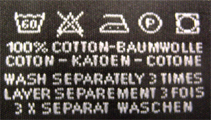 60 P
100% COTTON-BAUMWOLLE
COTON - KATOEN - COTONE
WASH SEPARATELY 3 TIMES
LAVER SEPAREMENT 3 FOIS
3 X SEPARAT WASCHEN